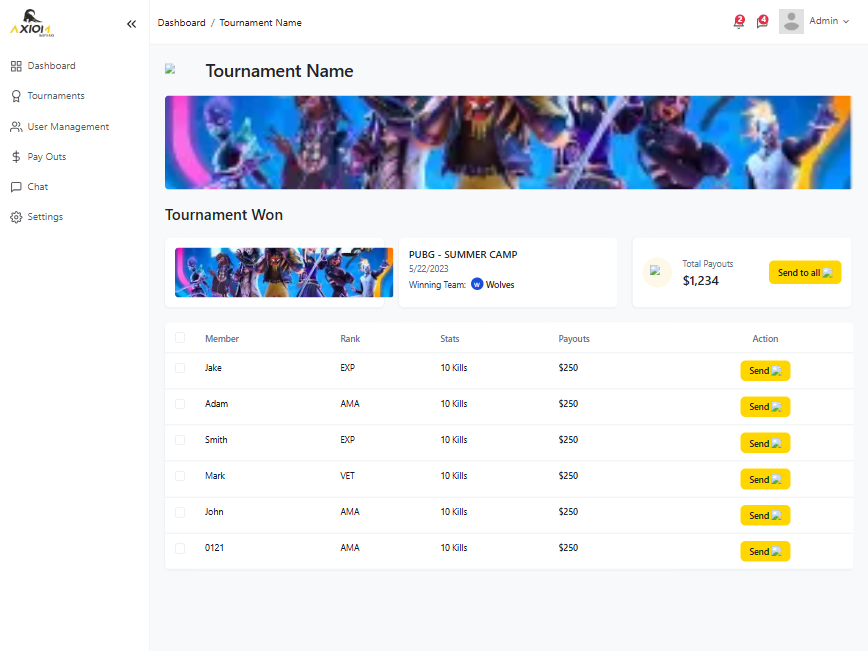 AXIOM
Dashboard / Tournament Name
2
4
Admin
Dashboard
Tournaments
User Management
Pay Outs
Chat
Settings
Tournament Name
Tournament Won
PUBG - SUMMER CAMP
5/22/2023
Winning Team: W Wolves
Total Payouts
$1,234
Send to all
Member Rank Stats Payouts Action
Jake EXP 10 Kills $250 Send
Adam AMA 10 Kills $250 Send
Smith EXP 10 Kills $250 Send
Mark VET 10 Kills $250 Send
John AMA 10 Kills $250 Send
0121 AMA 10 Kills $250 Send